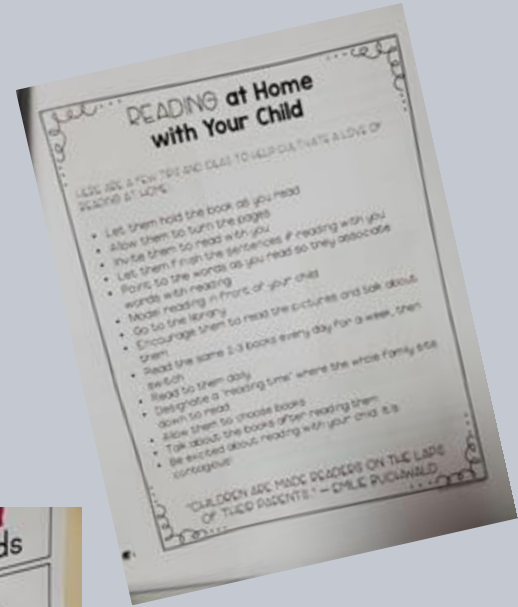 READING at Home
with Your Child
HERE ARE A FEW TIPS AND IDEAS TO HELP CULTIVATE A LOVE OF
READING AT HOME:
• Let them hold the book as you read
• Allow them to turn the pages
• Invite them to read with you
• Let them finish the sentences if reading with you
• Point to the words as you read so they associate
words with reading
• Model reading in front of your child
• Go to the library
• Encourage them to read the pictures and talk about
them
• Read the same 2-3 books every day for a week, then
switch
• Read to them daily
• Designate a "reading time" where the whole family sits
down to read
• Allow them to choose books
• Talk about the books after reading them
• Be excited about reading with your child. It is
contagious!
"CHILDREN ARE MADE READERS ON THE LAPS
OF THEIR PARENTS." – EMILIE BUCHWALD
ds